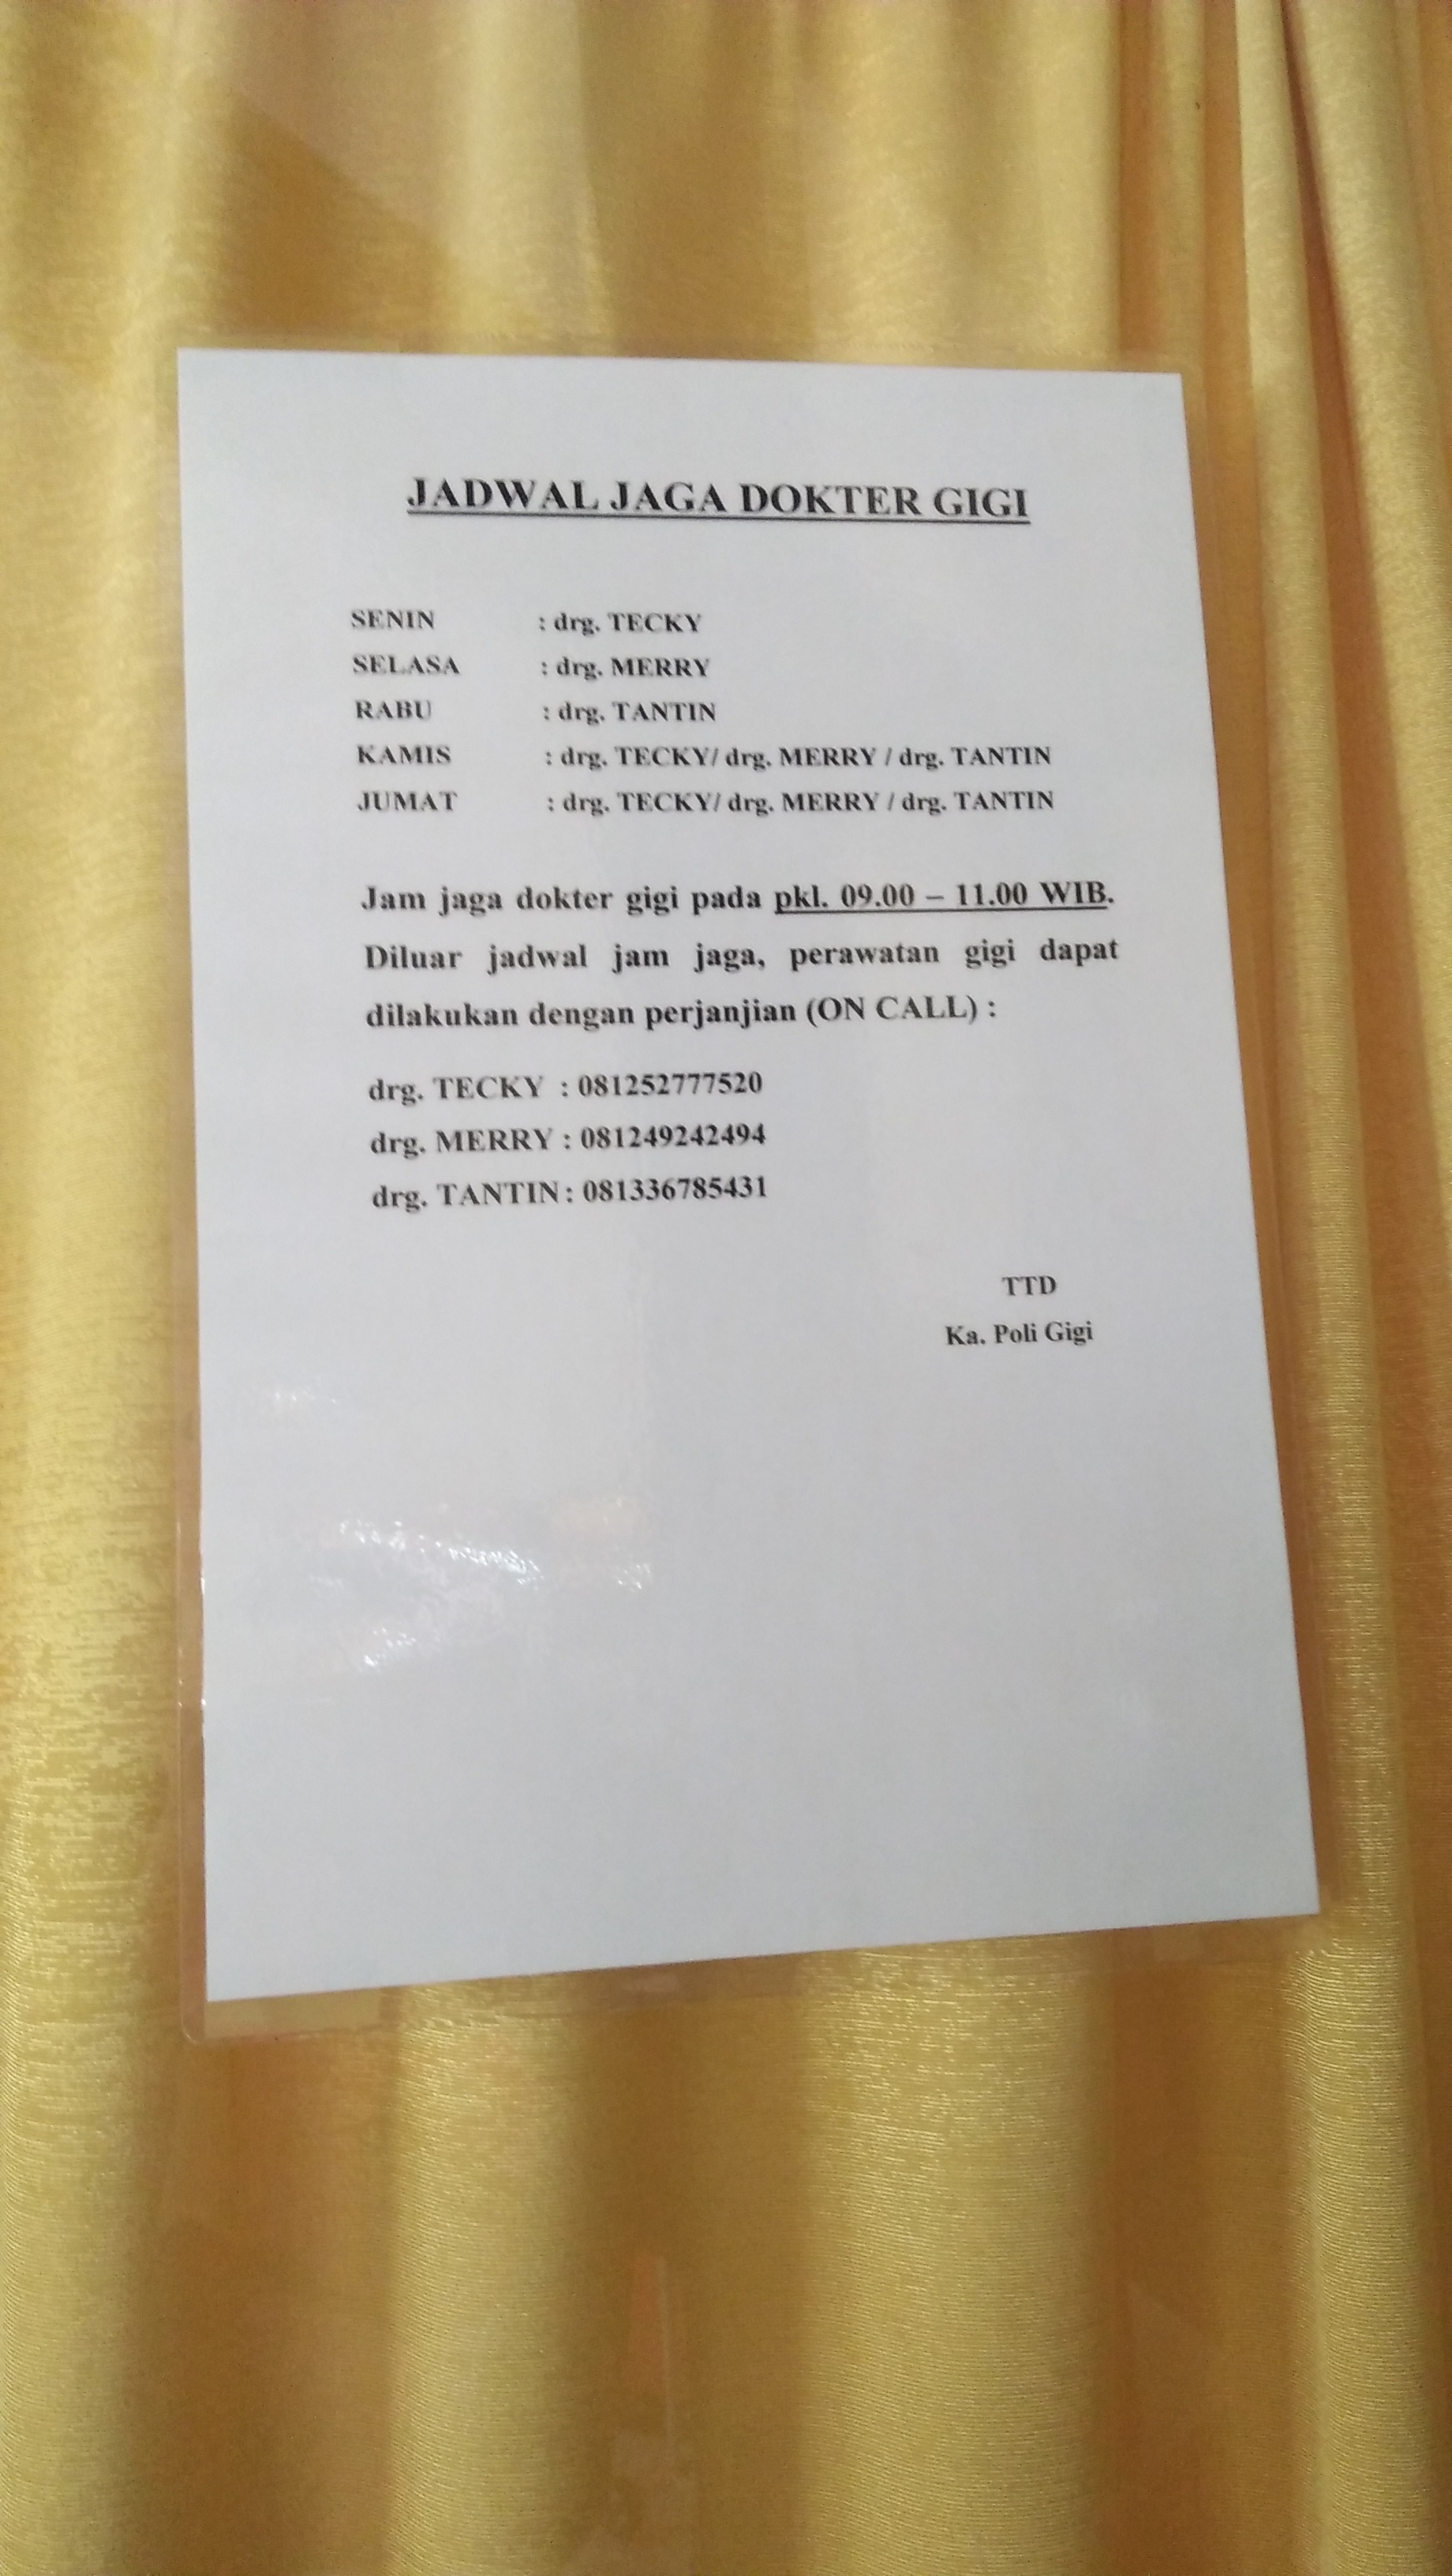 JADWAL JAGA DOKTER GIGI
SENIN : drg. TECKY
SELASA : drg. MERRY
RABU : drg. TANTIN
KAMIS : drg. TECKY/ drg. MERRY / drg. TANTIN
JUMAT : drg. TECKY/ drg. MERRY / drg. TANTIN
Jam jaga dokter gigi pada pkl. 09.00 – 11.00 WIB.
Diluar jadwal jam jaga, perawatan gigi dapat
dilakukan dengan perjanjian (ON CALL) :
drg. TECKY : 081252777520
drg. MERRY : 081249242494
drg. TANTIN : 081336785431
TTD
Ka. Poli Gigi